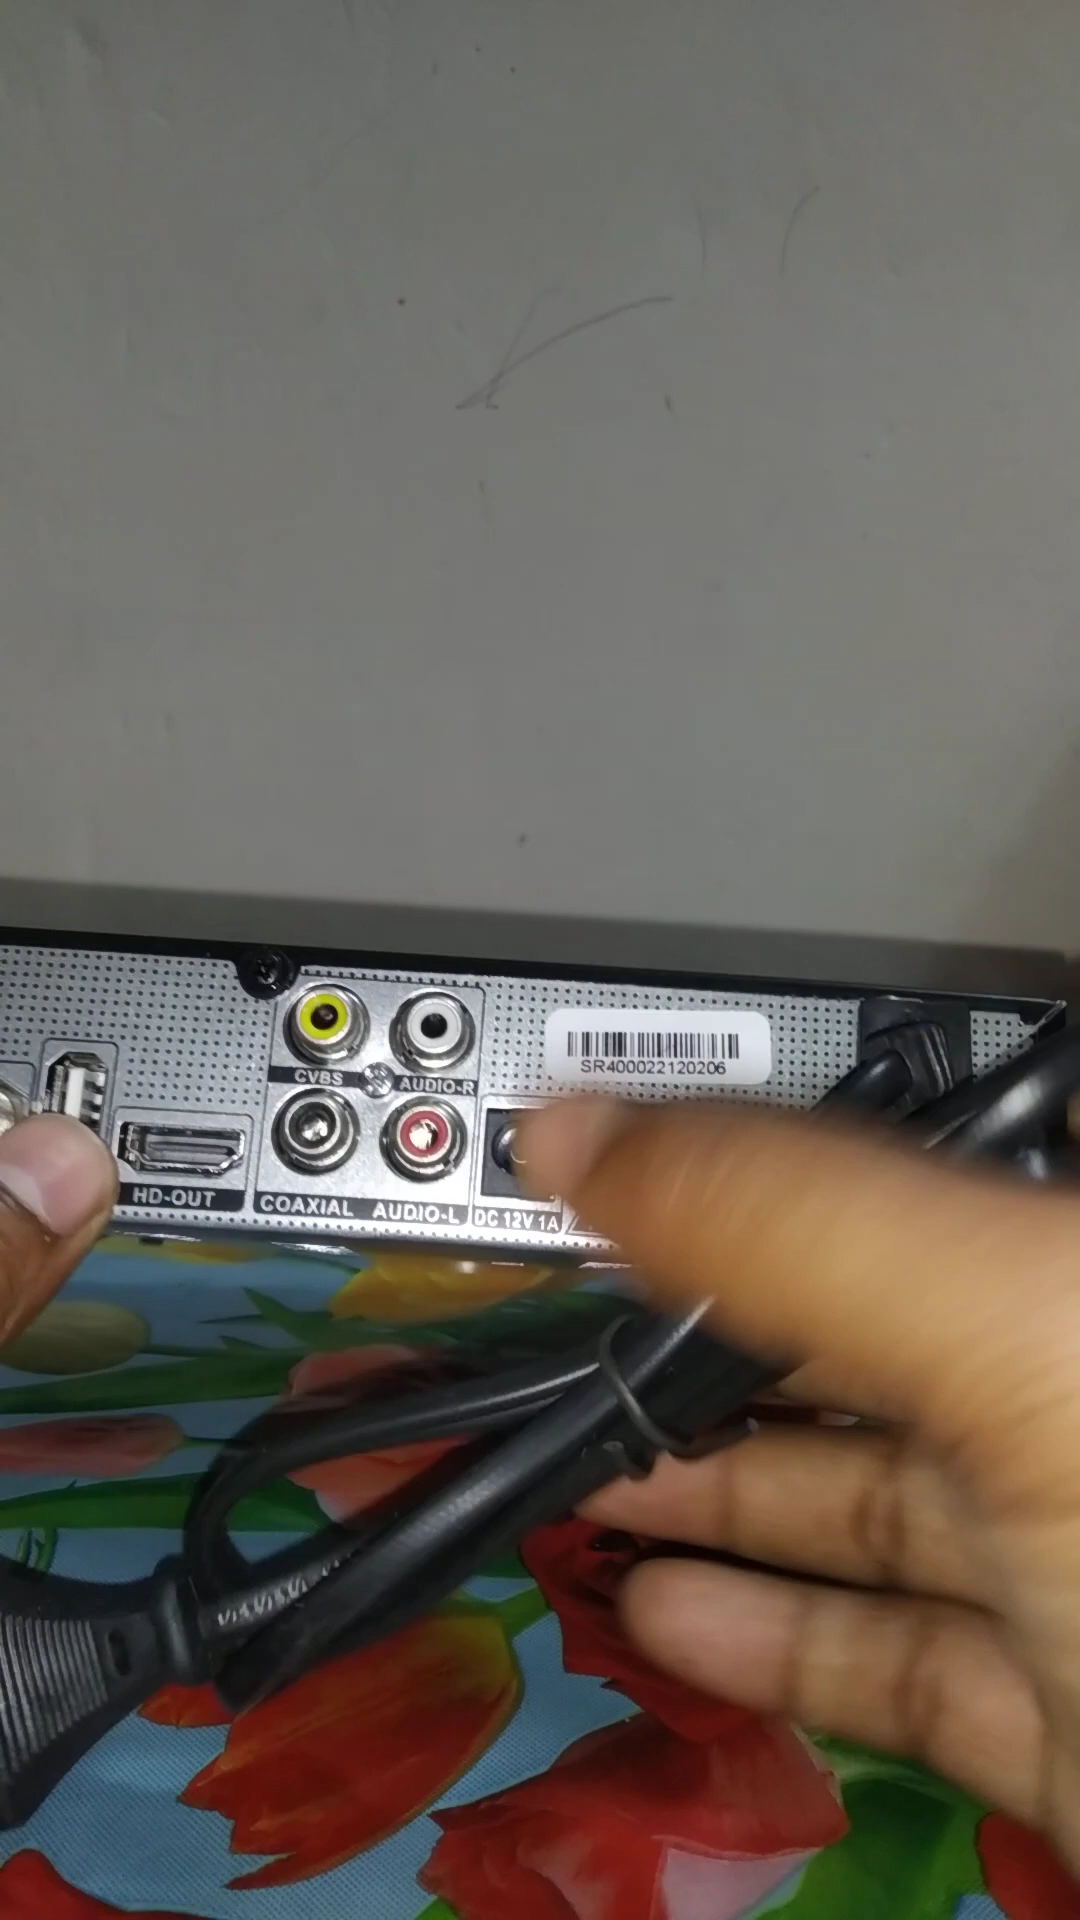 SR400022120206
CVBS
AUDIO-R
HD-OUT
COAXIAL
AUDIO-L
DC 12V 1A